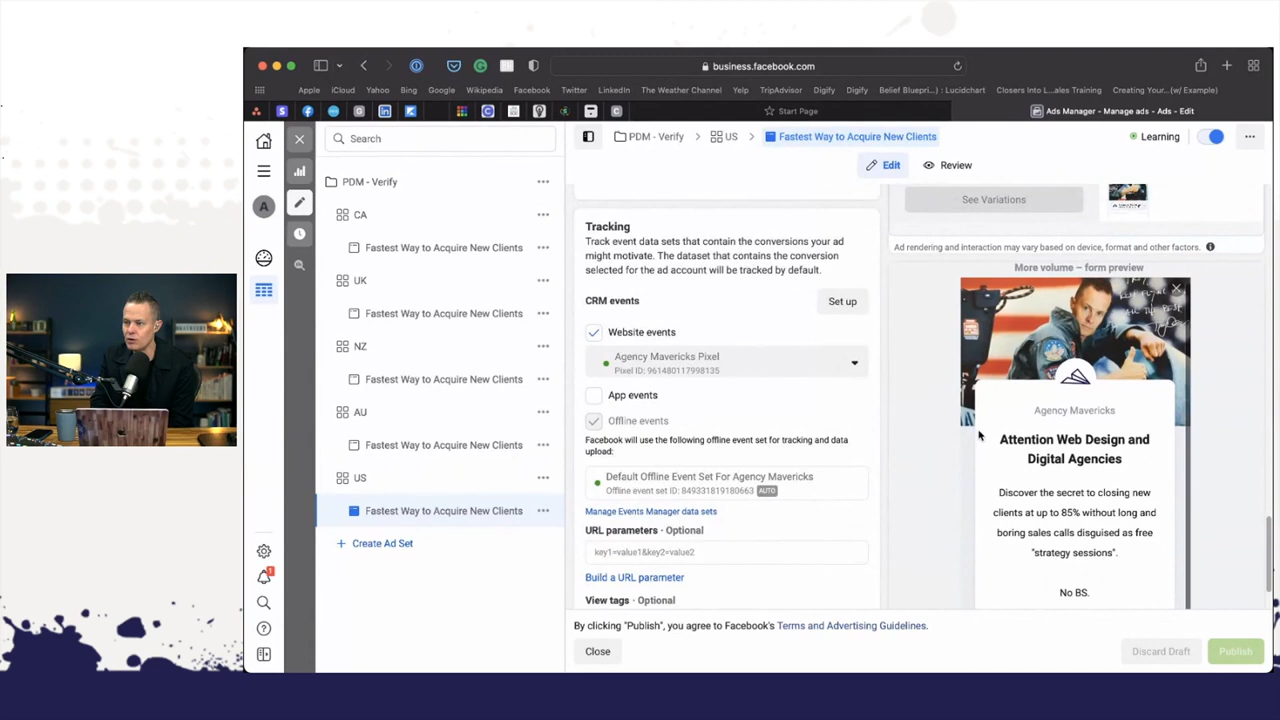 business.facebook.com
Apple iCloud Yahoo Bing Google Wikipedia Facebook Twitter LinkedIn The Weather Channel Yelp TripAdvisor Digify Digify Belief Bluepri...) : Lucidchart Closers Into L...ales Training Creating Your...(w/ Example)
Start Page
Ads Manager - Manage ads - Ads - Edit
Search
PDM - Verify
CA
Fastest Way to Acquire New Clients
UK
Fastest Way to Acquire New Clients
NZ
Fastest Way to Acquire New Clients
AU
Fastest Way to Acquire New Clients
US
Fastest Way to Acquire New Clients
+ Create Ad Set
A
1
PDM - Verify > US > Fastest Way to Acquire New Clients
Learning
Edit
Review
Tracking
Track event data sets that contain the conversions your ad
might motivate. The dataset that contains the conversion
selected for the ad account will be tracked by default.
CRM events
Set up
Website events
Agency Mavericks Pixel
Pixel ID: 961480117998135
App events
Offline events
Facebook will use the following offline event set for tracking and data
upload:
Default Offline Event Set For Agency Mavericks
Offline event set ID: 849331819180663 AUTO
Manage Events Manager data sets
URL parameters · Optional
key1=value1&key2=value2
Build a URL parameter
View tags · Optional
See Variations
Ad rendering and interaction may vary based on device, format and other factors.
More volume – form preview
Agency Mavericks
Attention Web Design and
Digital Agencies
Discover the secret to closing new
clients at up to 85% without long and
boring sales calls disguised as free
"strategy sessions".
No BS.
By clicking "Publish", you agree to Facebook's Terms and Advertising Guidelines.
Close
Discard Draft
Publish